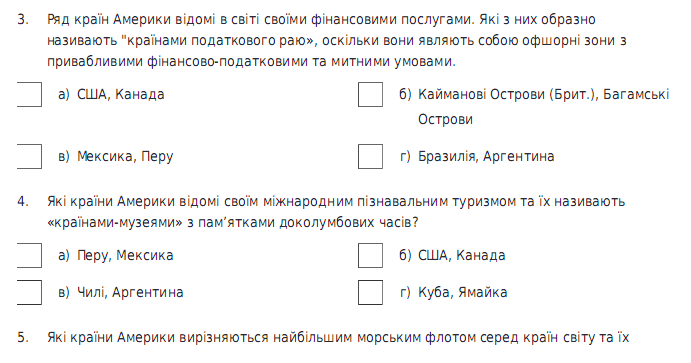 3. Ряд країн Америки відомі в світі своїми фінансовими послугами. Які з них образно
називають "країнами податкового раю», оскільки вони являють собою офшорні зони з
привабливими фінансово-податковими та митними умовами.
а) США, Канада
б) Кайманові Острови (Брит.), Багамські
Острови
в) Мексика, Перу
г) Бразилія, Аргентина
4. Які країни Америки відомі своїм міжнародним пізнавальним туризмом та їх називають
«країнами-музеями» з пам’ятками доколумбових часів?
а) Перу, Мексика
б) США, Канада
в) Чилі, Аргентина
г) Куба, Ямайка
5. Які країни Америки вирізняються найбільшим морським флотом серед країн світу та їх